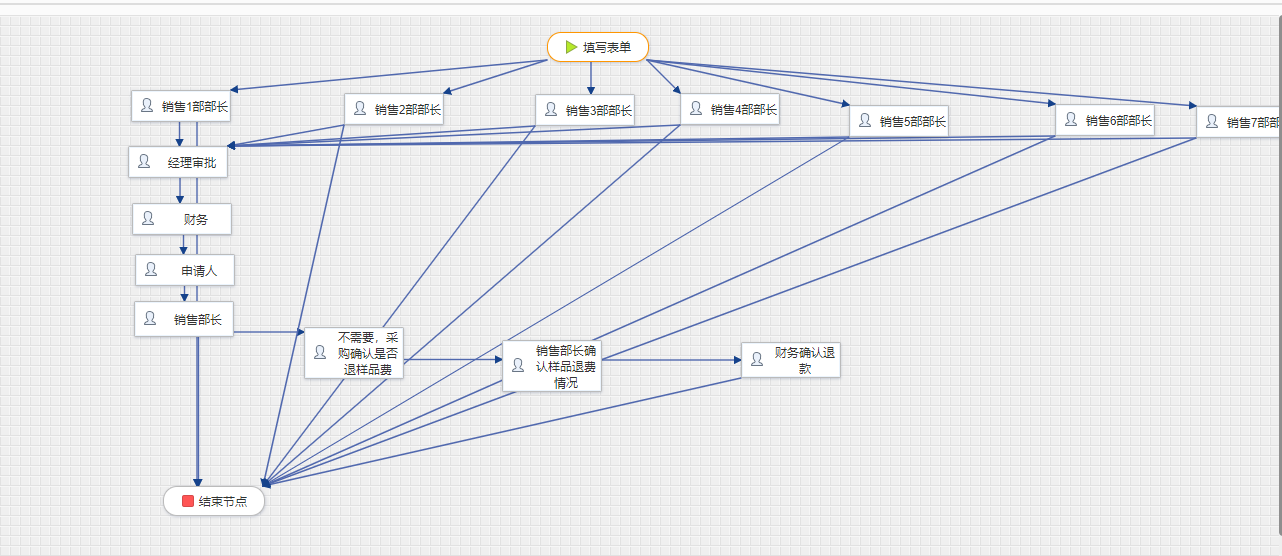 填写表单
销售1部部长
销售2部部长
销售3部部长
销售4部部长
销售5部部长
销售6部部长
销售7部部
经理审批
财务
申请人
销售部长
不需要，采
购确认是否
退样品费
销售部长确
认样品退费
情况
财务确认退
款
结束节点